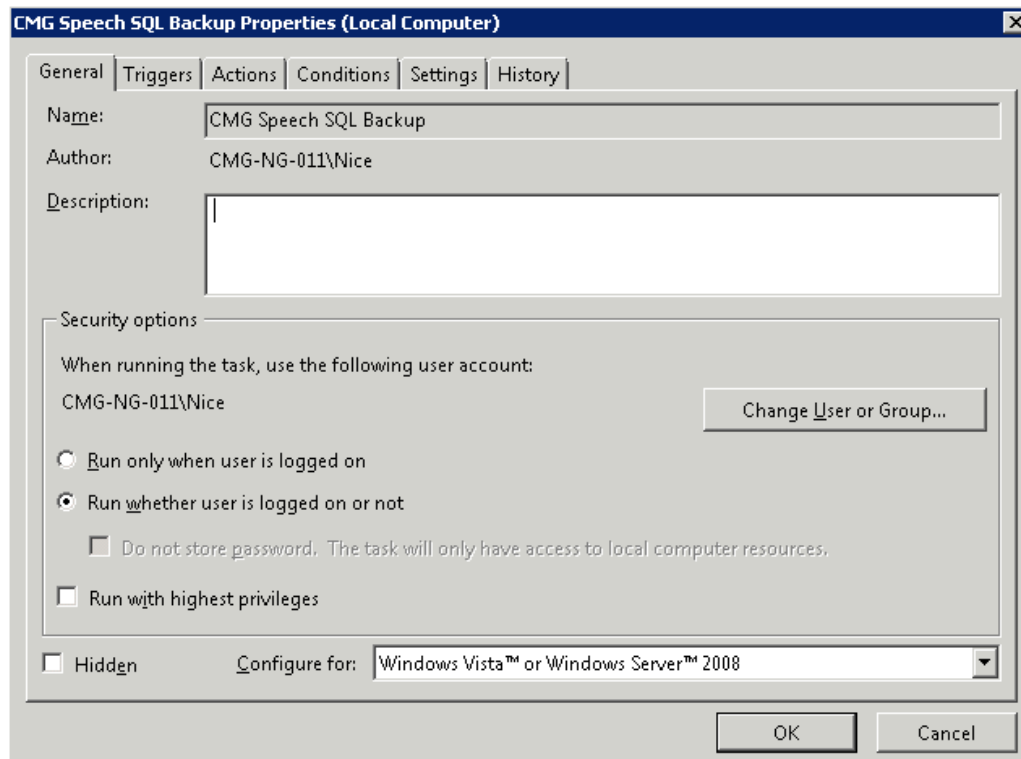 CMG Speech SQL Backup Properties (Local Computer)
General Triggers Actions Conditions Settings History
Name: CMG Speech SQL Backup
Author: CMG-NG-011\Nice
Description:
Security options
When running the task, use the following user account:
CMG-NG-011\Nice
Change User or Group...
Run only when user is logged on
Run whether user is logged on or not
Do not store password. The task will only have access to local computer resources.
Run with highest privileges
Hidden Configure for: Windows Vista™ or Windows Server™ 2008
OK Cancel